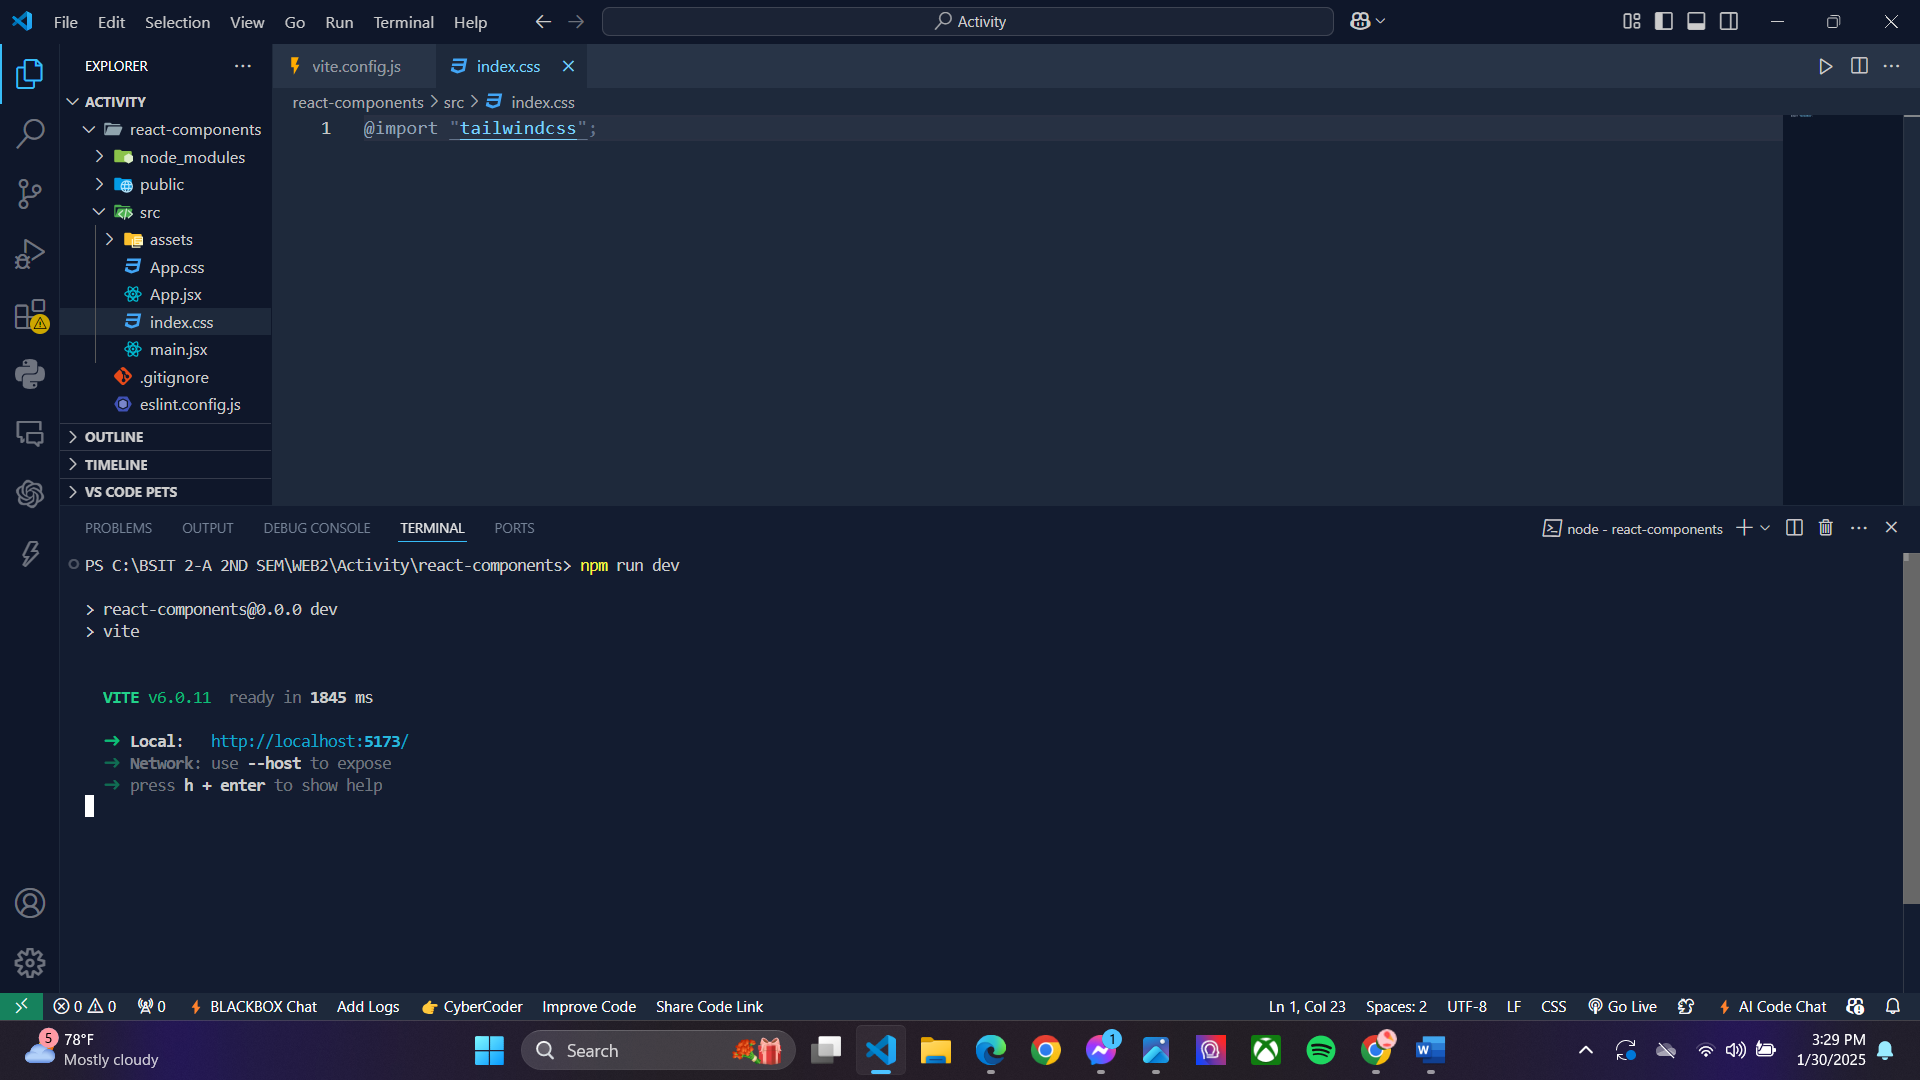 File Edit Selection View Go Run Terminal Help
Activity
EXPLORER
vite.config.js
index.css
ACTIVITY
react-components > src > index.css
react-components
node_modules
public
src
assets
App.css
App.jsx
index.css
main.jsx
.gitignore
eslint.config.js
OUTLINE
TIMELINE
VS CODE PETS
1 @import "tailwindcss";
PROBLEMS OUTPUT DEBUG CONSOLE TERMINAL PORTS
node - react-components
PS C:\BSIT 2-A 2ND SEM\WEB2\Activity\react-components> npm run dev
> react-components@0.0.0 dev
> vite
VITE v6.0.11 ready in 1845 ms
➜ Local: http://localhost:5173/
➜ Network: use --host to expose
➜ press h + enter to show help
0 0 0 BLACKBOX Chat Add Logs 👉 CyberCoder Improve Code Share Code Link
Ln 1, Col 23 Spaces: 2 UTF-8 LF CSS Go Live AI Code Chat
5
78°F
Mostly cloudy
Search
1
3:29 PM
1/30/2025